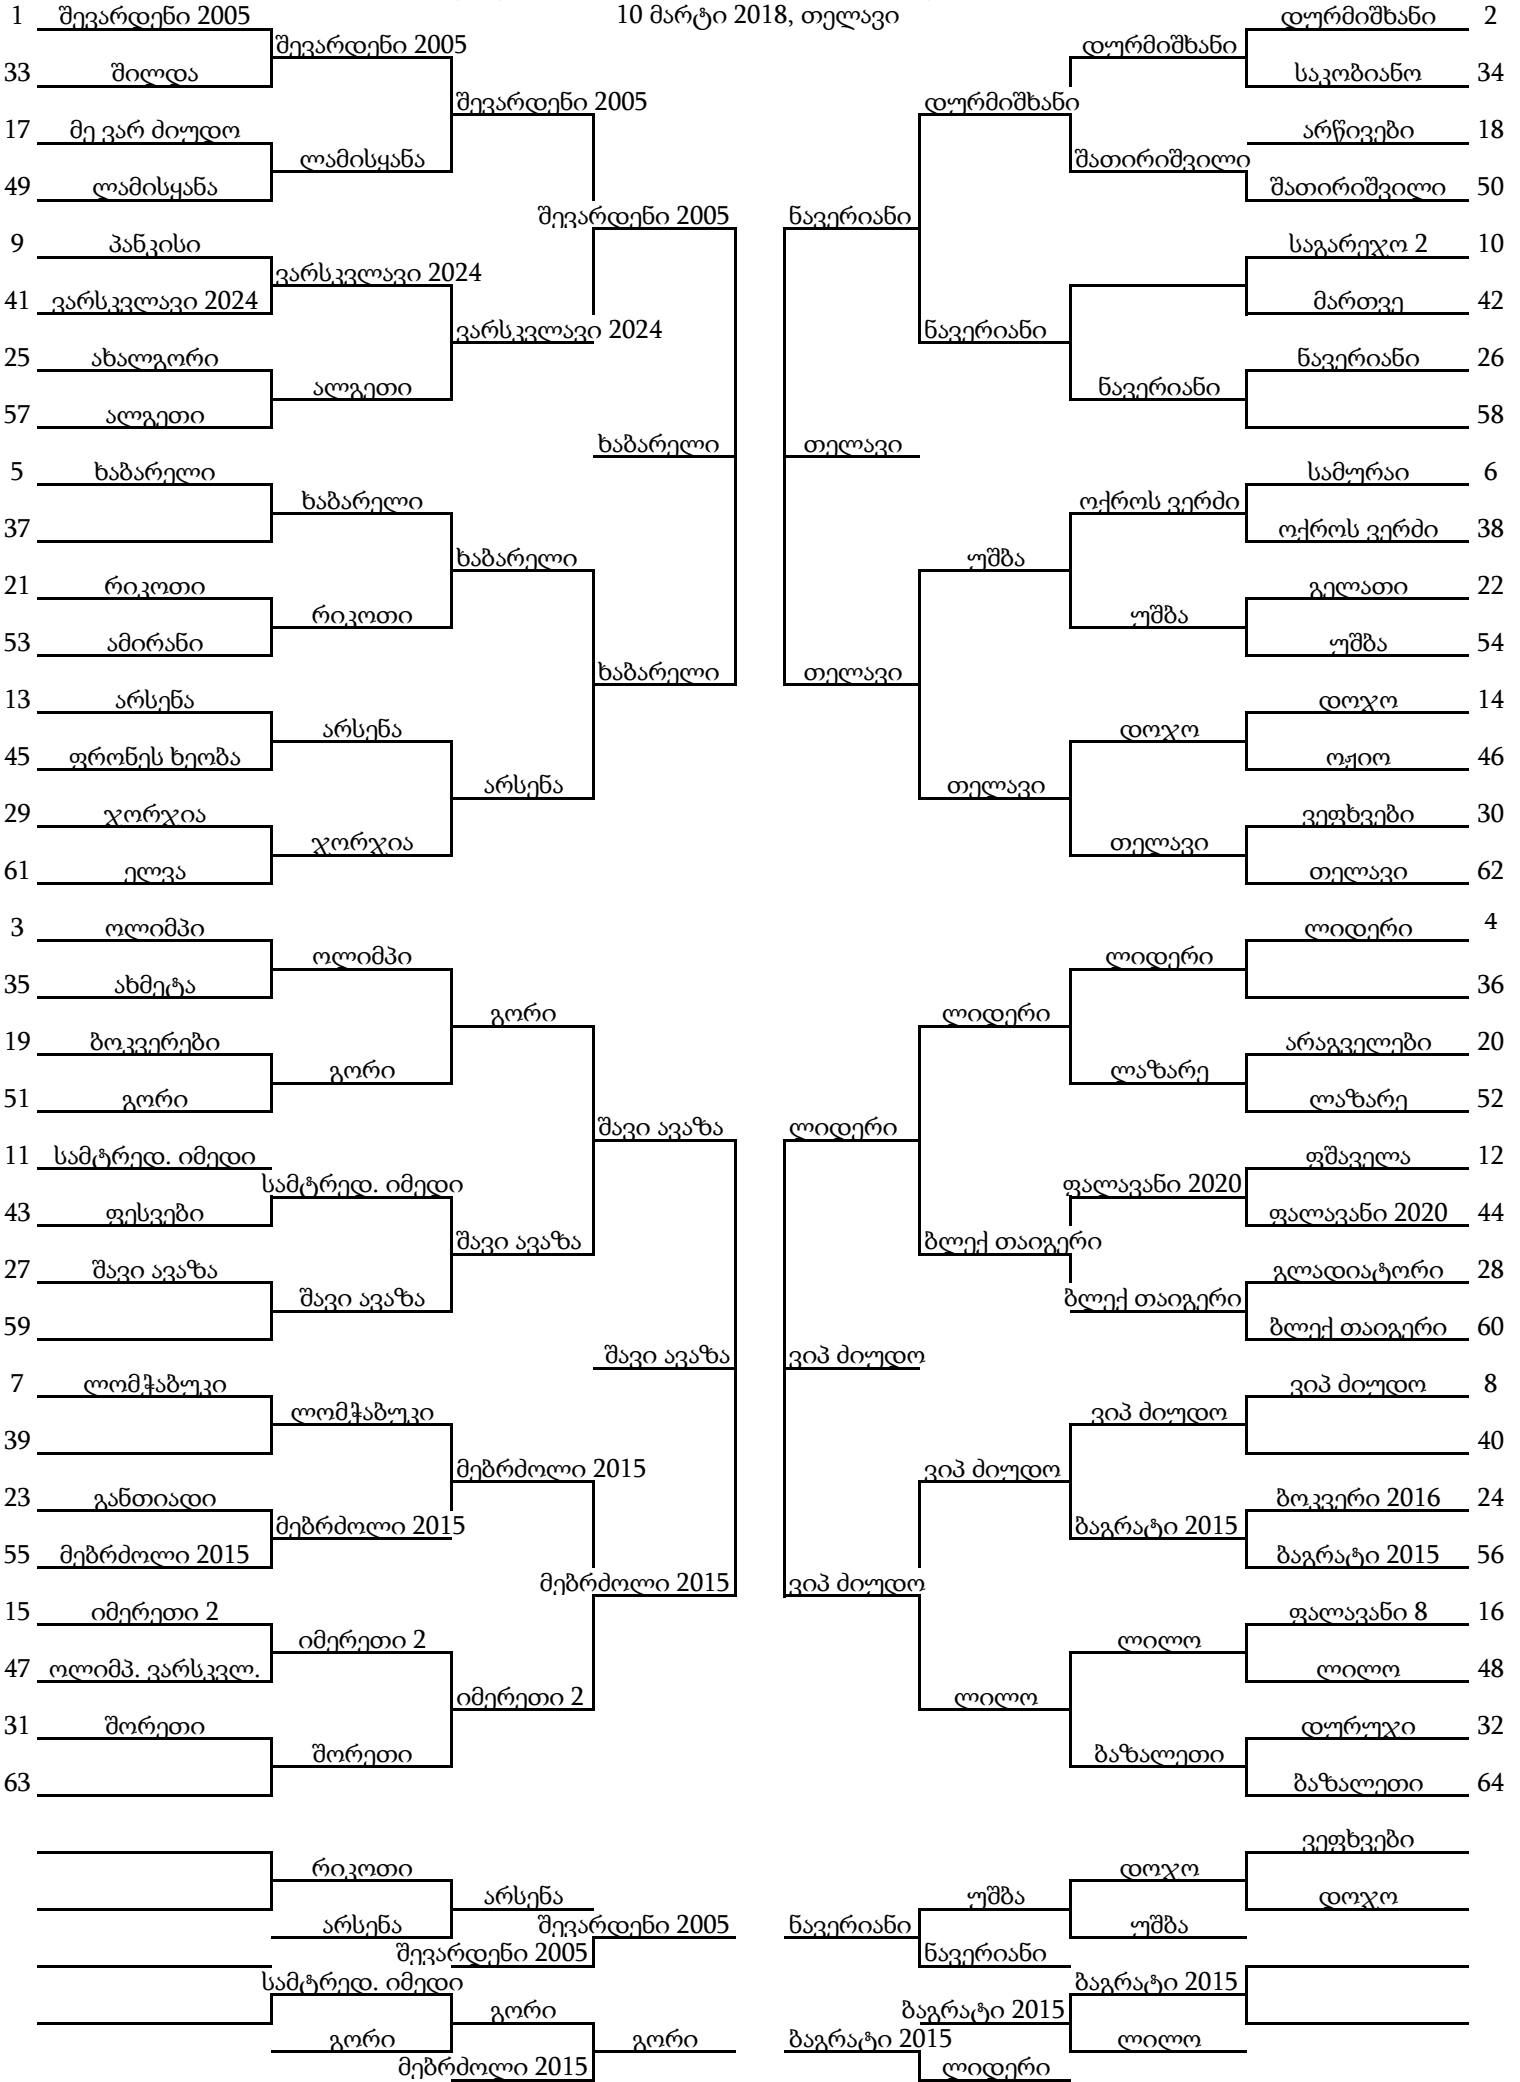 10 მარტი 2018, თელავი
1 შევარდენი 2005
შევარდენი 2005
33 შილდა
შევარდენი 2005
17 მე ვარ ძიუდო
ლამისყანა
49 ლამისყანა
შევარდენი 2005
9 პანკისი
ვარსკვლავი 2024
41 ვარსკვლავი 2024
ვარსკვლავი 2024
25 ახალგორი
ალგეთი
57 ალგეთი
ხაბარელი
5 ხაბარელი
ხაბარელი
37
ხაბარელი
21 რიკოთი
რიკოთი
53 ამირანი
ხაბარელი
13 არსენა
არსენა
45 ფრონეს ხეობა
არსენა
29 ჯორჯია
ჯორჯია
61 ელვა
3 ოლიმპი
ოლიმპი
35 ახმეტა
გორი
19 ბოკვერები
გორი
51 გორი
შავი ავაზა
11 სამტრედ. იმედი
სამტრედ. იმედი
43 ფესვები
შავი ავაზა
27 შავი ავაზა
შავი ავაზა
59
შავი ავაზა
7 ლომჭაბუკი
ლომჭაბუკი
39
მებრძოლი 2015
23 განთიადი
მებრძოლი 2015
55 მებრძოლი 2015
მებრძოლი 2015
15 იმერეთი 2
იმერეთი 2
47 ოლიმპ. ვარსკვლ.
იმერეთი 2
31 შორეთი
შორეთი
63
რიკოთი
არსენა
არსენა
შევარდენი 2005
შევარდენი 2005
სამტრედ. იმედი
გორი
გორი
გორი
მებრძოლი 2015
დურმიშხანი 2
დურმიშხანი
საკობიანო 34
დურმიშხანი
არწივები 18
შათირიშვილი
შათირიშვილი 50
ნავერიანი
საგარეჯო 2 10
მართვე 42
ნავერიანი
ნავერიანი 26
ნავერიანი
58
თელავი
სამურაი 6
ოქროს ვერძი
ოქროს ვერძი 38
უშბა
გელათი 22
უშბა
უშბა 54
თელავი
დოჯო 14
დოჯო
ოჟიო 46
თელავი
ვეფხვები 30
თელავი
თელავი 62
ლიდერი 4
ლიდერი
36
ლიდერი
არაგველები 20
ლაზარე
ლაზარე 52
ლიდერი
ფშაველა 12
ფალავანი 2020
ფალავანი 2020 44
ბლექ თაიგერი
გლადიატორი 28
ბლექ თაიგერი
ბლექ თაიგერი 60
ვიპ ძიუდო
ვიპ ძიუდო 8
ვიპ ძიუდო
40
ვიპ ძიუდო
ბოკვერი 2016 24
ბაგრატი 2015
ბაგრატი 2015 56
ვიპ ძიუდო
ფალავანი 8 16
ლილო
ლილო 48
ლილო
დურუჯი 32
ბაზალეთი
ბაზალეთი 64
ვეფხვები
დოჯო
უშბა
დოჯო
ნავერიანი
უშბა
ნავერიანი
ბაგრატი 2015
ბაგრატი 2015
ბაგრატი 2015
ლილო
ლიდერი